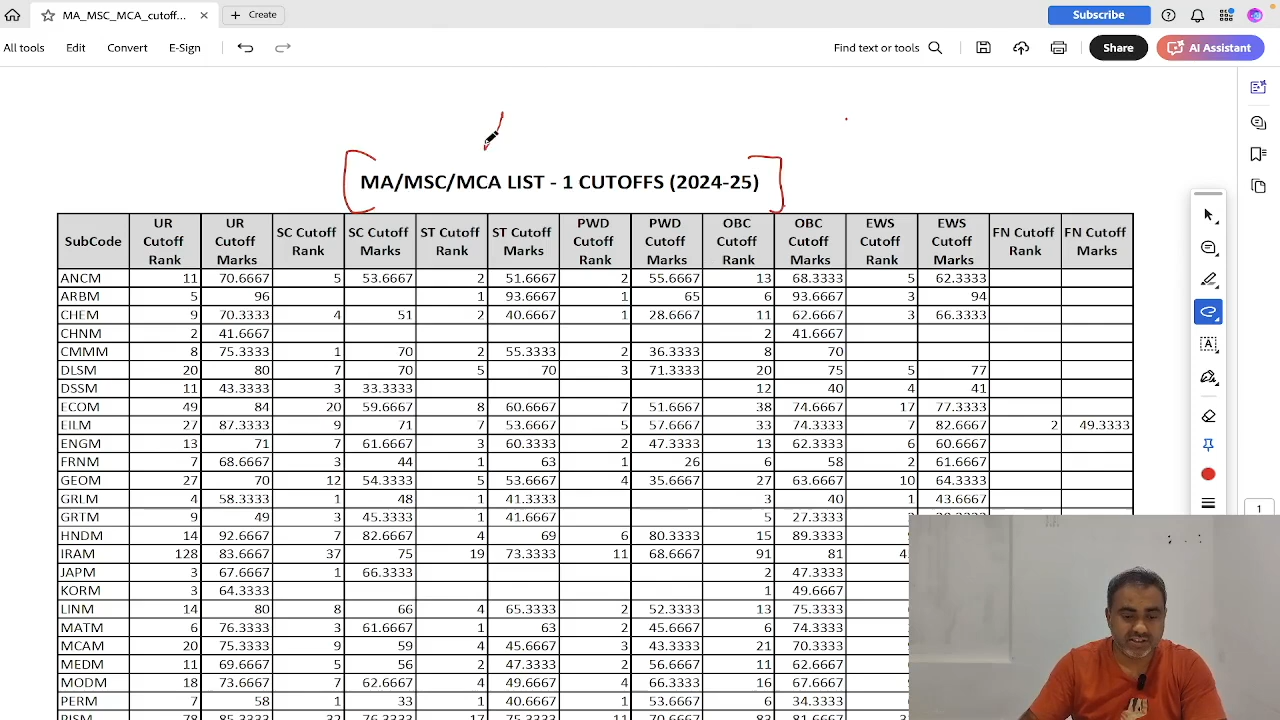 MA_MSC_MCA_cutoff... Create Subscribe
All tools Edit Convert E-Sign Find text or tools Share AI Assistant
MA/MSC/MCA LIST - 1 CUTOFFS (2024-25)
SubCode UR Cutoff Rank UR Cutoff Marks SC Cutoff Rank SC Cutoff Marks ST Cutoff Rank ST Cutoff Marks PWD Cutoff Rank PWD Cutoff Marks OBC Cutoff Rank OBC Cutoff Marks EWS Cutoff Rank EWS Cutoff Marks FN Cutoff Rank FN Cutoff Marks
ANCM 11 70.6667 5 53.6667 2 51.6667 2 55.6667 13 68.3333 5 62.3333
ARBM 5 96 1 93.6667 1 65 6 93.6667 3 94
CHEM 9 70.3333 4 51 2 40.6667 1 28.6667 11 62.6667 3 66.3333
CHNM 2 41.6667 2 41.6667
CMMM 8 75.3333 1 70 2 55.3333 2 36.3333 8 70
DLSM 20 80 7 70 5 70 3 71.3333 20 75 5 77
DSSM 11 43.3333 3 33.3333 12 40 4 41
ECOM 49 84 20 59.6667 8 60.6667 7 51.6667 38 74.6667 17 77.3333
EILM 27 87.3333 9 71 7 53.6667 5 57.6667 33 74.3333 7 82.6667 2 49.3333
ENGM 13 71 7 61.6667 3 60.3333 2 47.3333 13 62.3333 6 60.6667
FRNM 7 68.6667 3 44 1 63 1 26 6 58 2 61.6667
GEOM 27 70 12 54.3333 5 53.6667 4 35.6667 27 63.6667 10 64.3333
GRLM 4 58.3333 1 48 1 41.3333 3 40 1 43.6667
GRTM 9 49 3 45.3333 1 41.6667 5 27.3333
HNDM 14 92.6667 7 82.6667 4 69 6 80.3333 15 89.3333
IRAM 128 83.6667 37 75 19 73.3333 11 68.6667 91 81
JAPM 3 67.6667 1 66.3333 2 47.3333
KORM 3 64.3333 1 49.6667
LINM 14 80 8 66 4 65.3333 2 52.3333 13 75.3333
MATM 6 76.3333 3 61.6667 1 63 2 45.6667 6 74.3333
MCAM 20 75.3333 9 59 4 45.6667 3 43.3333 21 70.3333
MEDM 11 69.6667 5 56 2 47.3333 2 56.6667 11 62.6667
MODM 18 73.6667 7 62.6667 4 49.6667 4 66.3333 16 67.6667
PERM 7 58 1 33 1 40.6667 1 53.6667 6 34.3333
PISM 78 85.3333 32 76.3333 17 75.3333 11 70.6667 83 81.6667
1